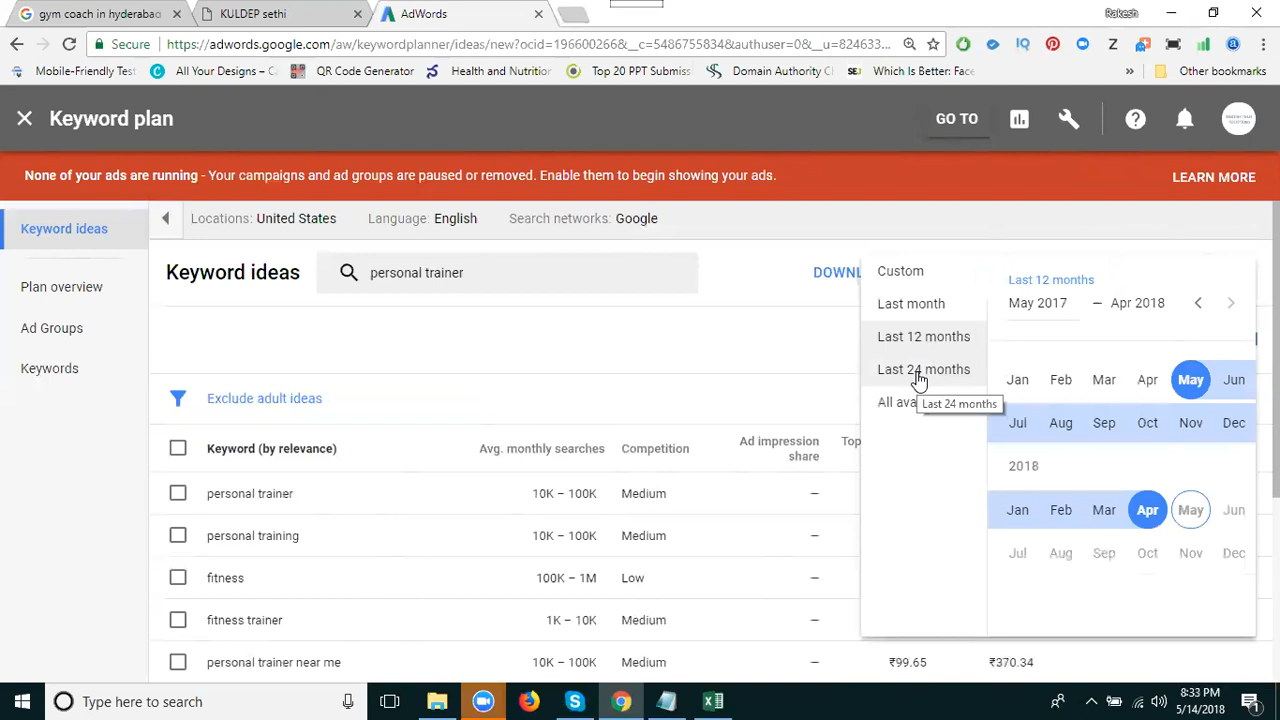 gym coach in hyderabad
KULDEP sethi
AdWords
Rakesh
Secure
https://adwords.google.com/aw/keywordplanner/ideas/new?ocid=196600266&__c=5486755834&authuser=0&__u=824633...
Mobile-Friendly Test
All Your Designs – C
QR Code Generator
Health and Nutrition
Top 20 PPT Submiss
Domain Authority C
Which Is Better: Face
»
Other bookmarks
Keyword plan
GO TO
None of your ads are running - Your campaigns and ad groups are paused or removed. Enable them to begin showing your ads.
LEARN MORE
Keyword ideas
Plan overview
Ad Groups
Keywords
Locations: United States
Language: English
Search networks: Google
Keyword ideas
personal trainer
DOWNL
Custom
Last month
Last 12 months
Last 24 months
All ava
Last 24 months
Last 12 months
May 2017 – Apr 2018
Jan Feb Mar Apr May Jun
Jul Aug Sep Oct Nov Dec
2018
Jan Feb Mar Apr May Jun
Jul Aug Sep Oct Nov Dec
Exclude adult ideas
Keyword (by relevance) Avg. monthly searches Competition Ad impression share Top
personal trainer 10K – 100K Medium –
personal training 10K – 100K Medium –
fitness 100K – 1M Low –
fitness trainer 1K – 10K Medium –
personal trainer near me 10K – 100K Medium – ₹99.65 ₹370.34
Type here to search
8:33 PM
5/14/2018
1